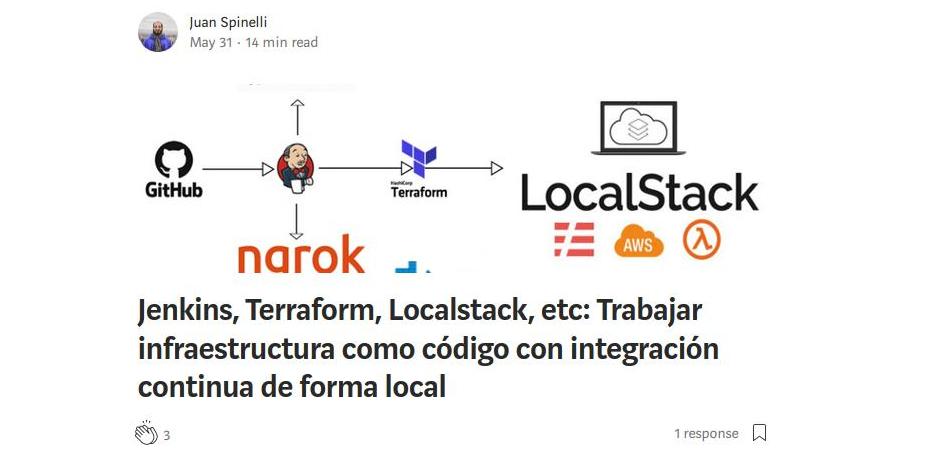 Juan Spinelli
May 31 · 14 min read
GitHub
HashiCorp
Terraform
LocalStack
AWS
λ
narok
Jenkins, Terraform, Localstack, etc: Trabajar
infraestructura como código con integración
continua de forma local
3
1 response